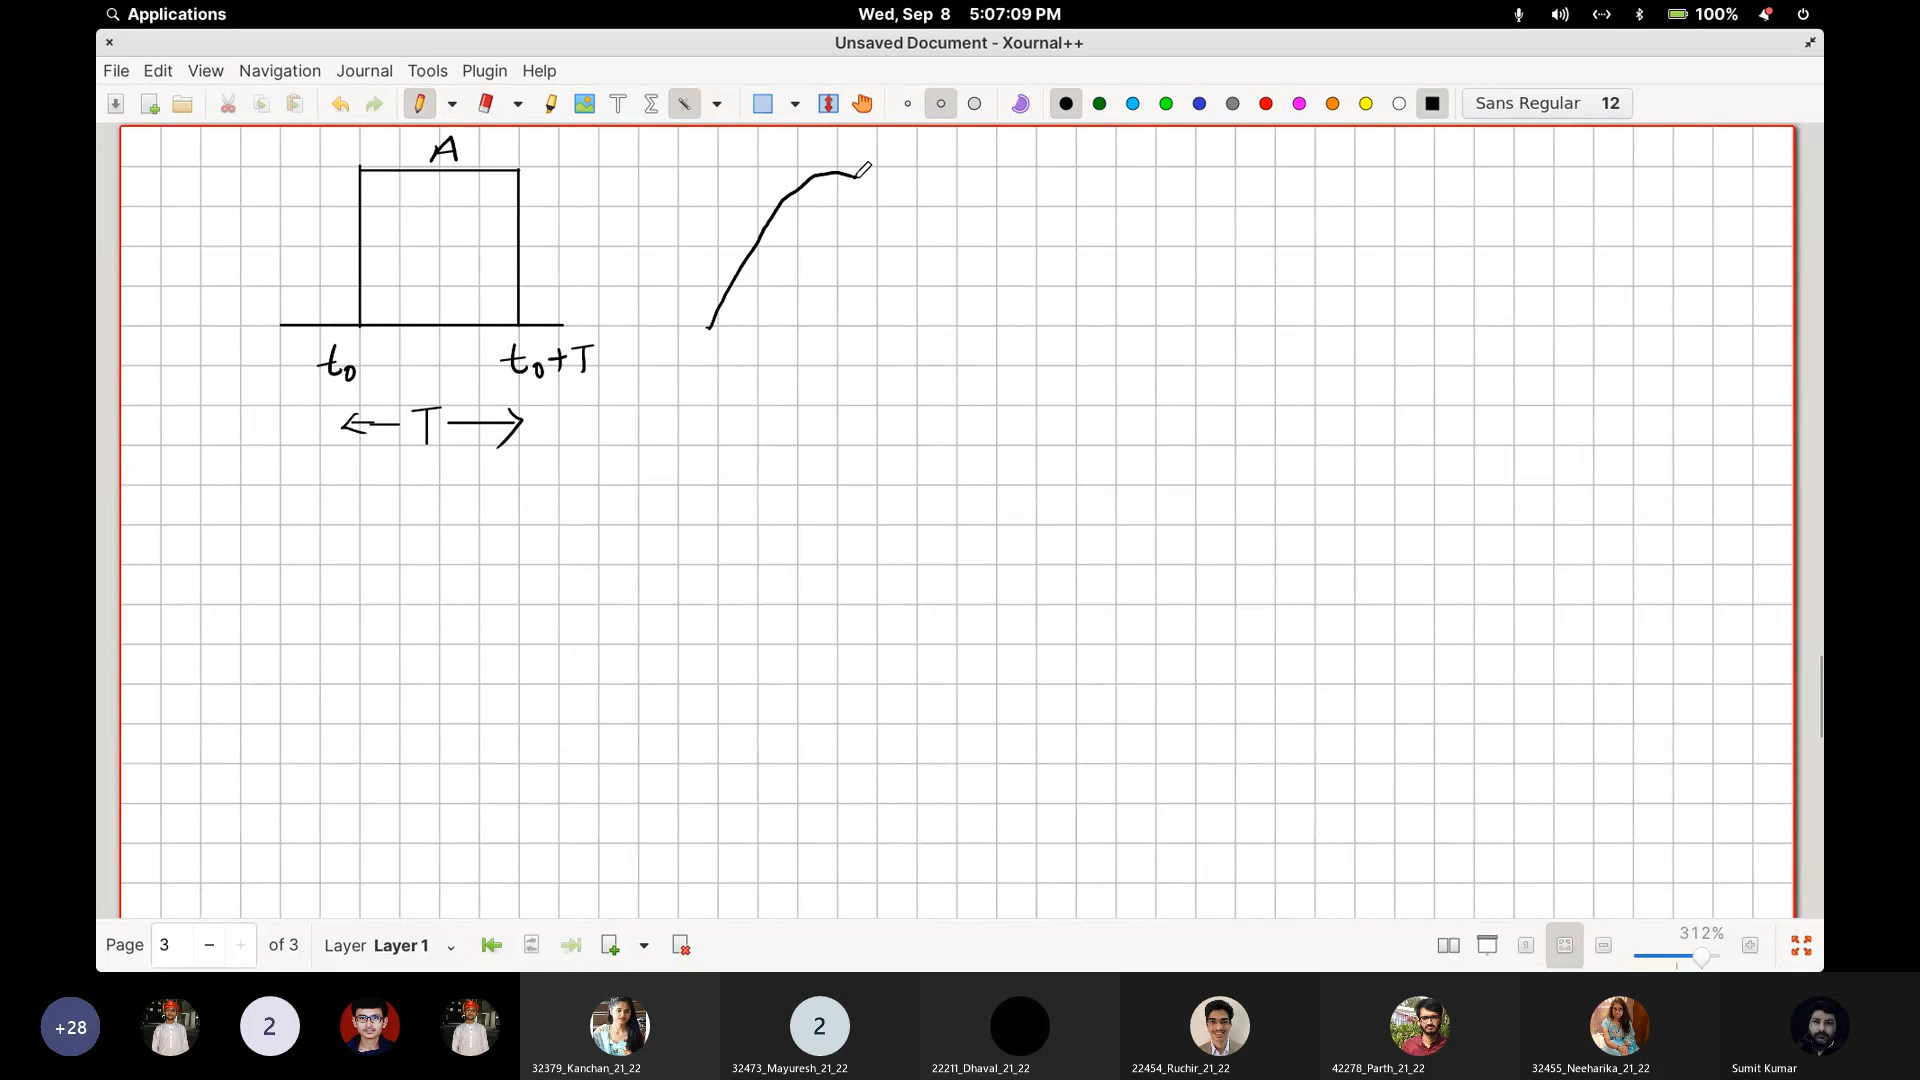 Applications
Wed, Sep 8 5:07:09 PM
100%
Unsaved Document - Xournal++
File Edit View Navigation Journal Tools Plugin Help
Sans Regular 12
A
t₀
t₀+T
T
Page 3 of 3 Layer Layer 1
312%
+28
2
2
32379_Kanchan_21_22
32473_Mayuresh_21_22
22211_Dhaval_21_22
22454_Ruchir_21_22
42278_Parth_21_22
32455_Neeharika_21_22
Sumit Kumar